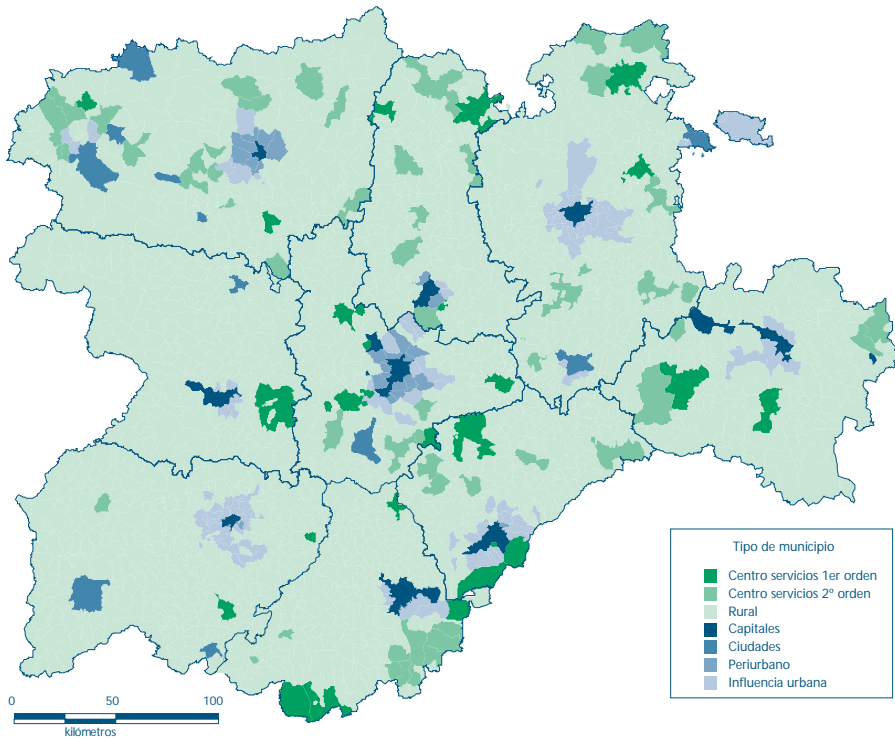 Tipo de municipio
Centro servicios 1er orden
Centro servicios 2º orden
Rural
Capitales
Ciudades
Periurbano
Influencia urbana
0 50 100
kilómetros